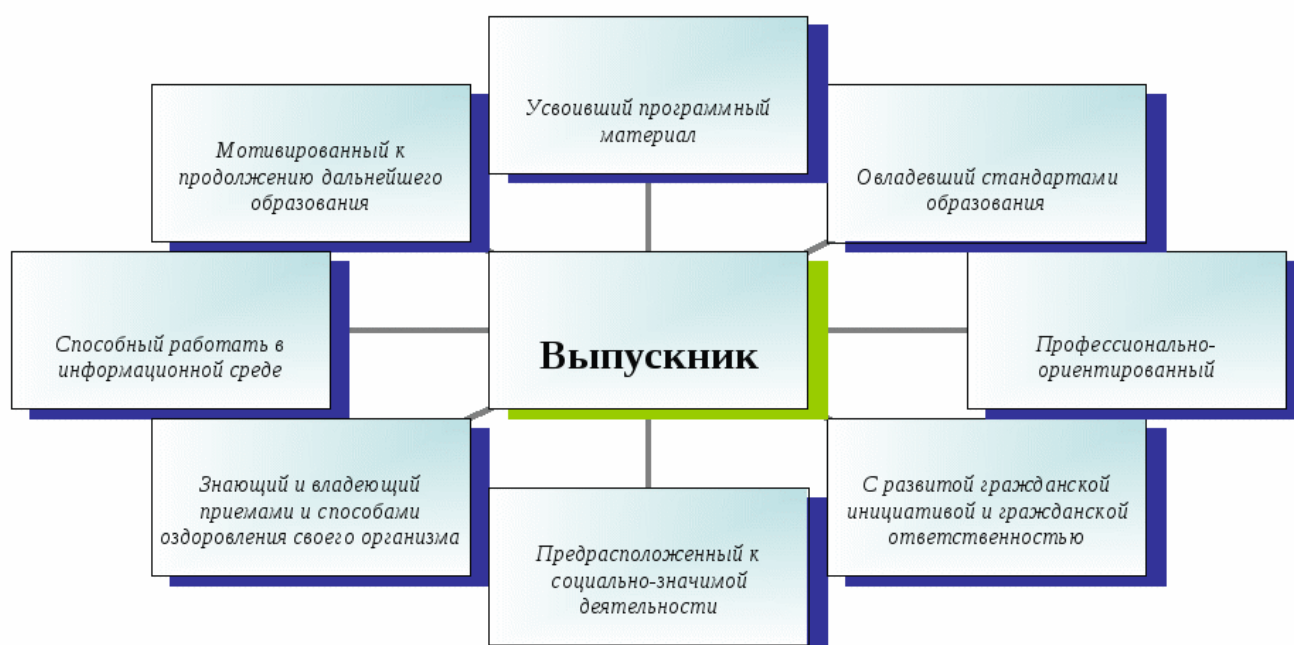 Усвоивший программный
материал
Мотивированный к
продолжению дальнейшего
образования
Овладевший стандартами
образования
Способный работать в
информационной среде
Выпускник
Профессионально-
ориентированный
Знающий и владеющий
приемами и способами
оздоровления своего организма
С развитой гражданской
инициативой и гражданской
ответственностью
Предрасположенный к
социально-значимой
деятельности